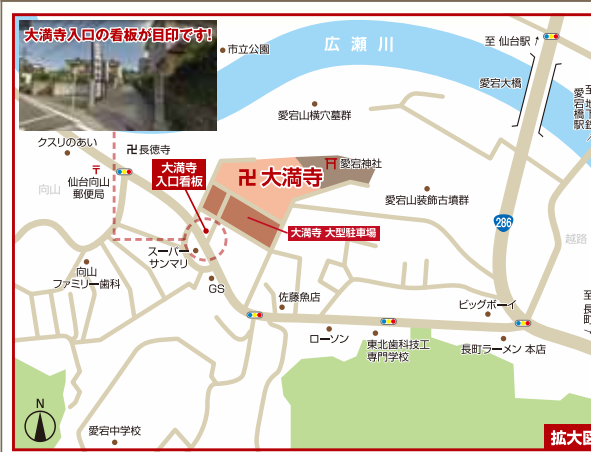 大満寺入口の看板が目印です!
市立公園
広瀬川
至 仙台駅
愛宕大橋
愛宕山横穴墓群
クスリのあい
卍 長徳寺
大満寺
入口看板
愛宕神社
卍 大満寺
〒
仙台向山
郵便局
向山
愛宕山装飾古墳群
286
越路
大満寺 大型駐車場
スーパー
サンマリ
向山
ファミリー歯科
GS
佐藤魚店
ビッグボーイ
ローソン
東北歯科技工
専門学校
長町ラーメン 本店
N
愛宕中学校
拡大図